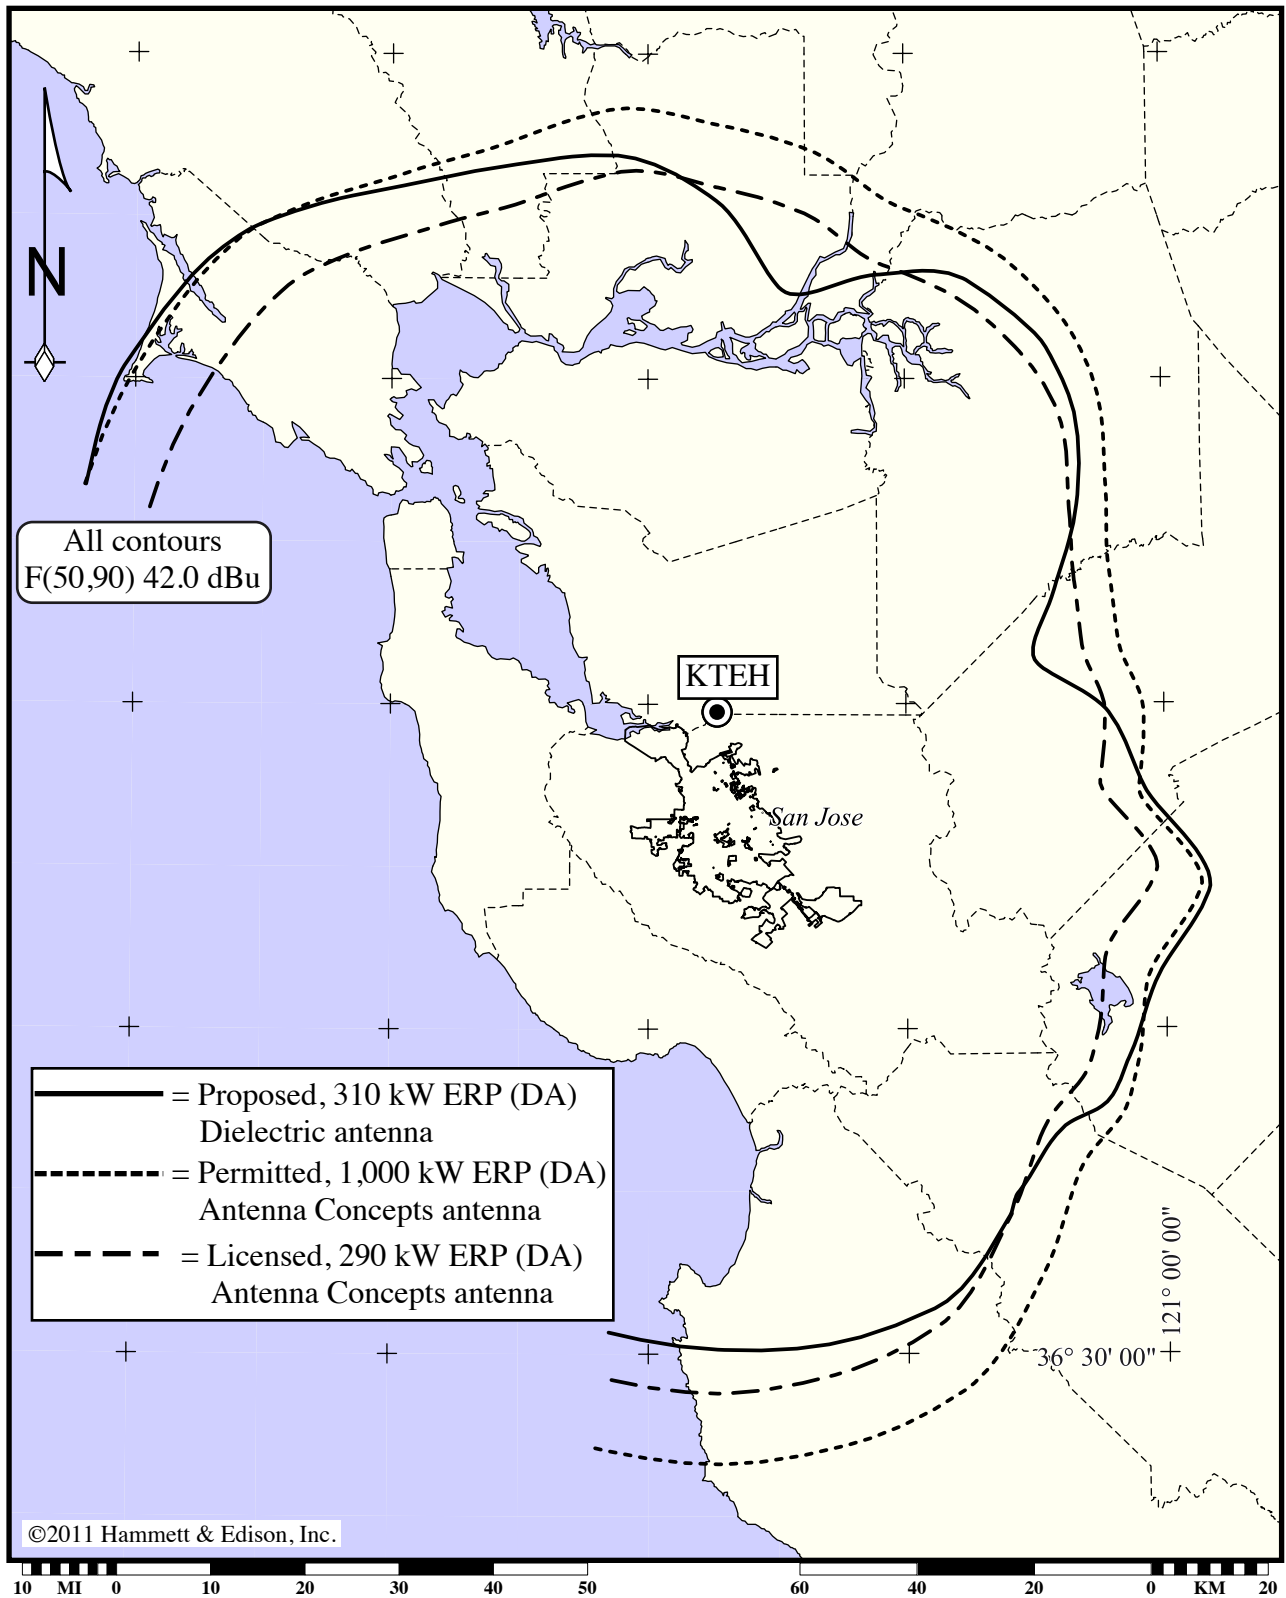 N
All contours
F(50,90) 42.0 dBu
KTEH
San Jose
= Proposed, 310 kW ERP (DA)
Dielectric antenna
= Permitted, 1,000 kW ERP (DA)
Antenna Concepts antenna
= Licensed, 290 kW ERP (DA)
Antenna Concepts antenna
121° 00' 00"
36° 30' 00"
©2011 Hammett & Edison, Inc.
10 MI 0 10 20 30 40 50 60 40 20 0 KM 20